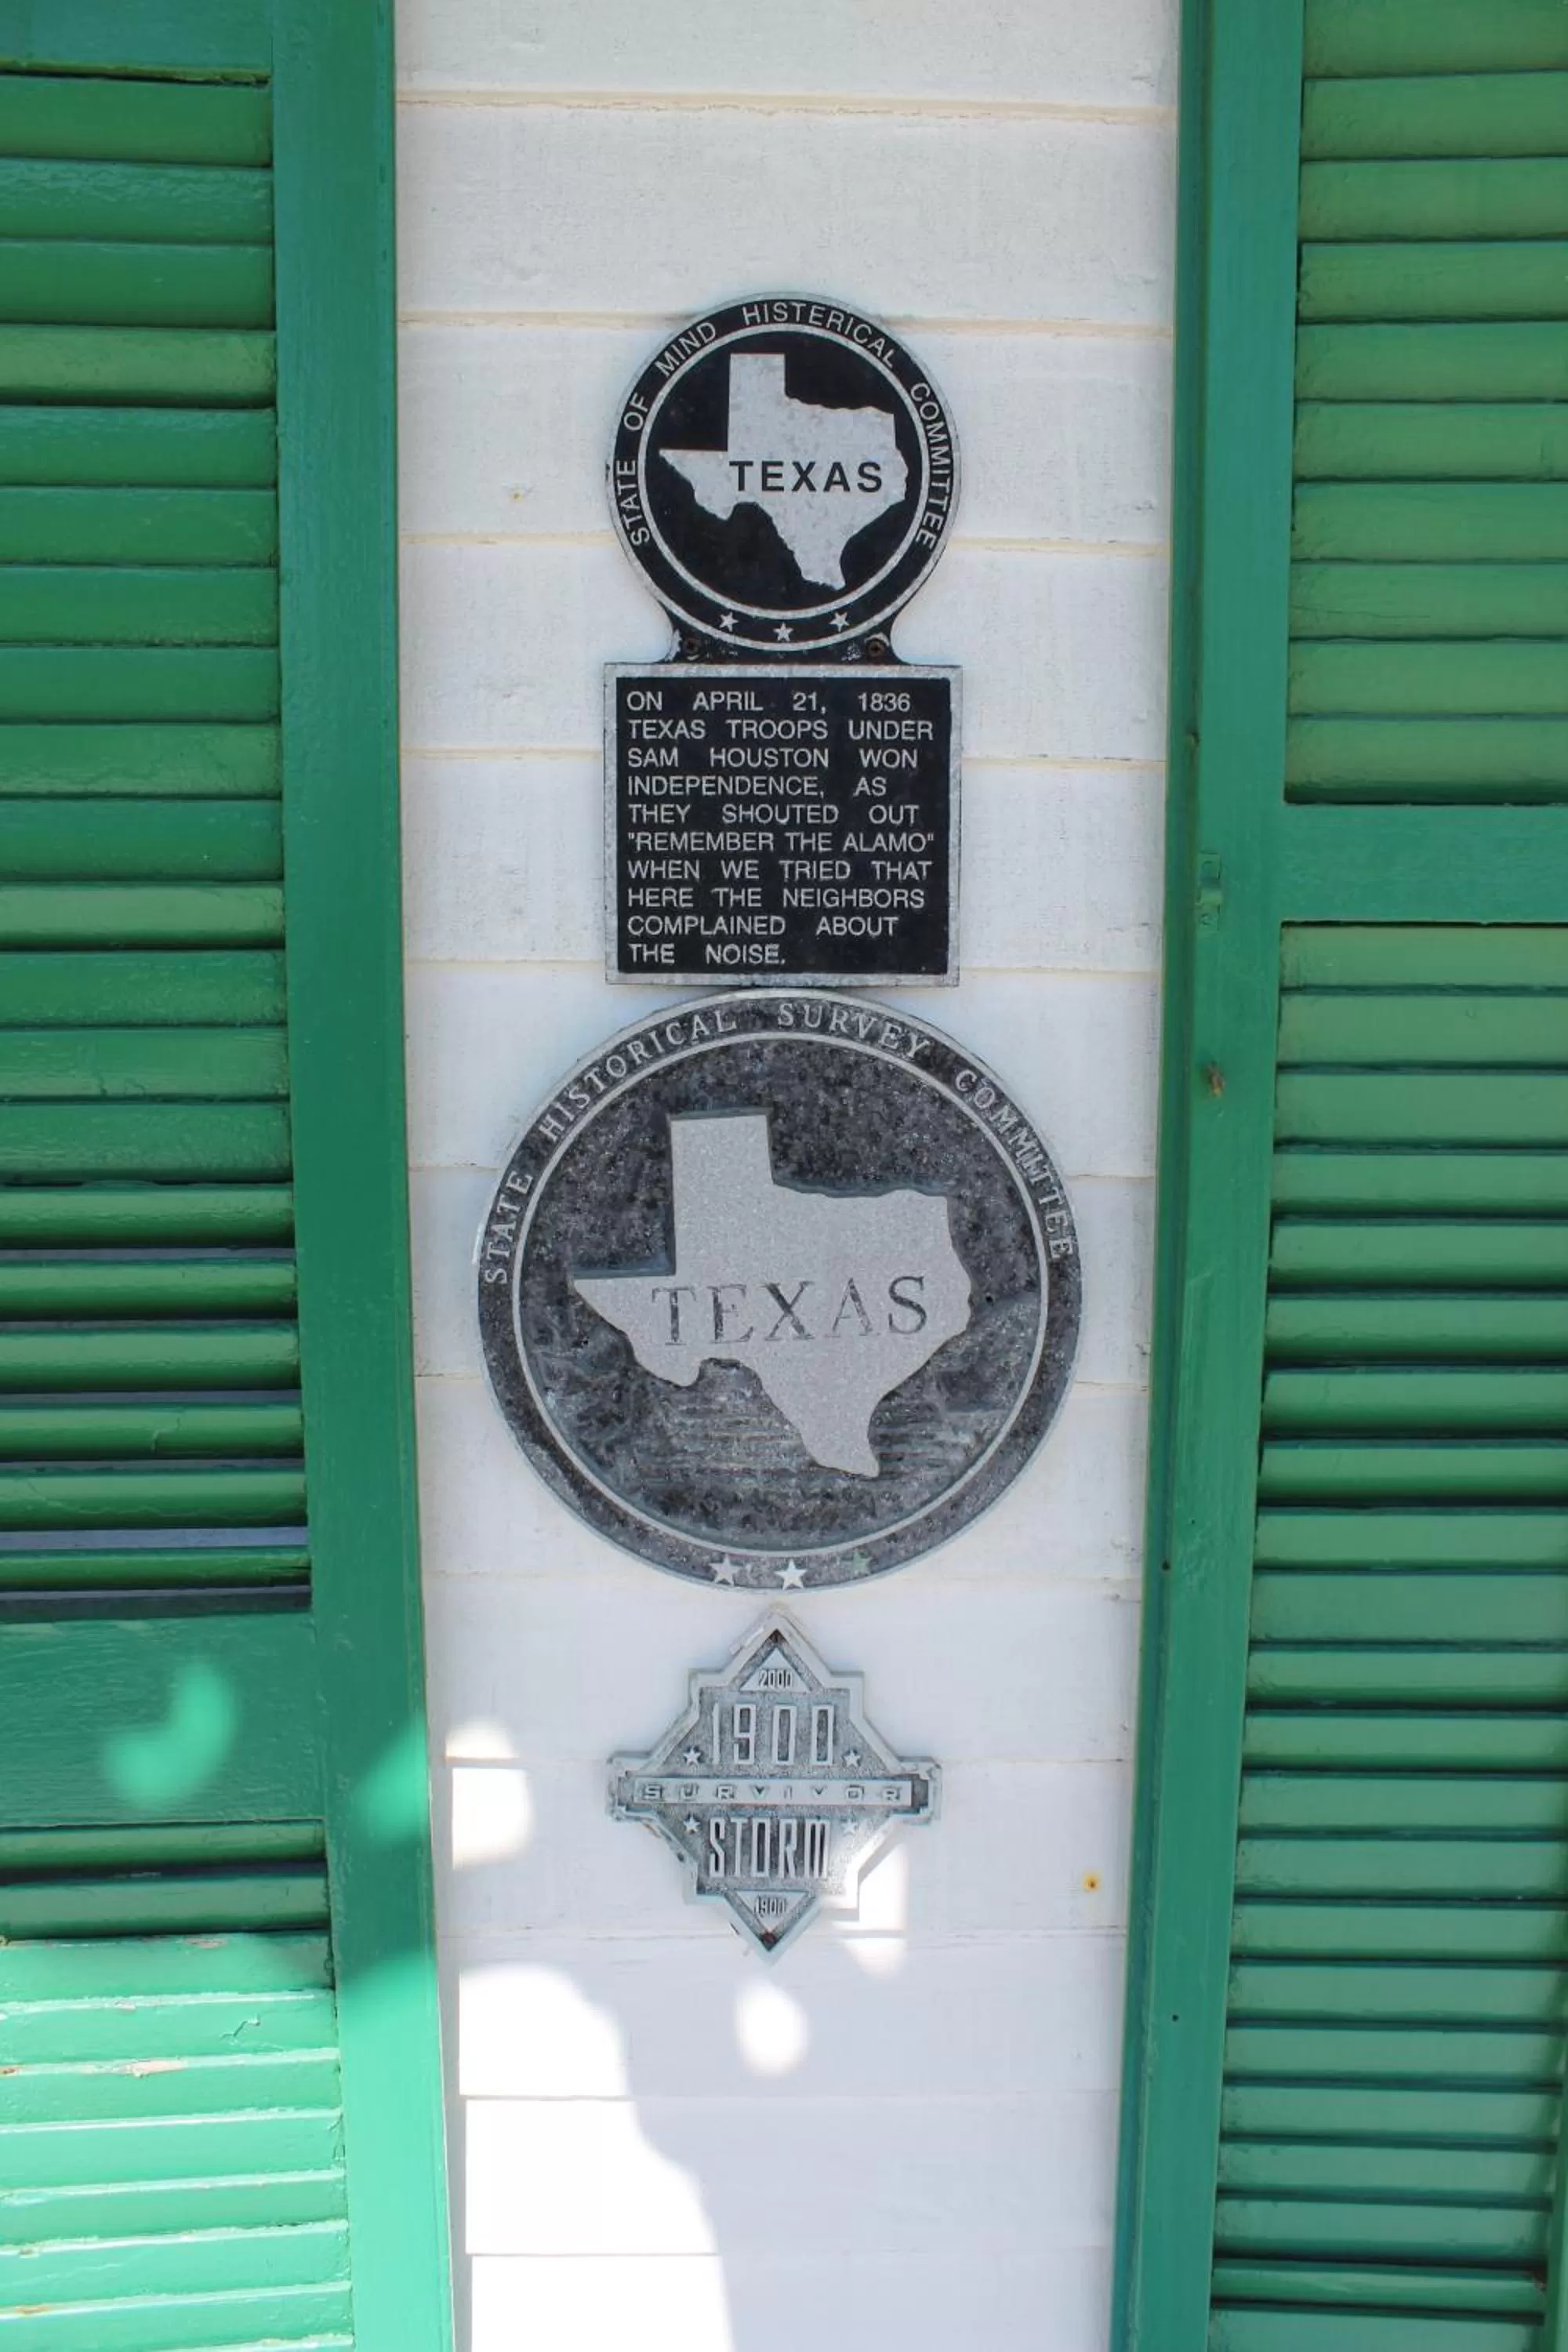 STATE OF MIND HISTERICAL COMMITTEE
TEXAS
ON APRIL 21, 1836
TEXAS TROOPS UNDER
SAM HOUSTON WON
INDEPENDENCE, AS
THEY SHOUTED OUT
"REMEMBER THE ALAMO"
WHEN WE TRIED THAT
HERE THE NEIGHBORS
COMPLAINED ABOUT
THE NOISE.
STATE HISTORICAL SURVEY COMMITTEE
TEXAS
2000
1900
SURVIVOR
STORM
1900